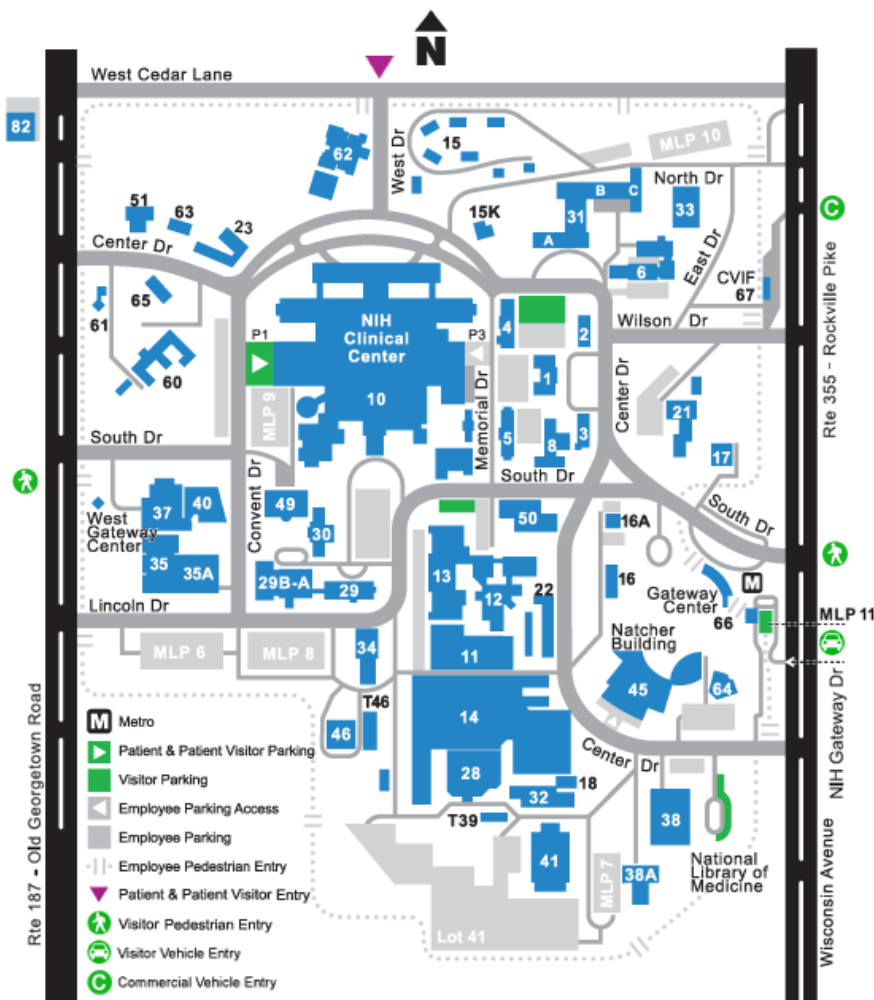 N
West Cedar Lane
82
62
West Dr
15
MLP 10
North Dr
51
63
23
15K
B
C
31
A
33
C
Center Dr
6
East Dr
CVIF
67
65
61
NIH
Clinical
Center
10
P1
P3
4
2
Wilson Dr
Rte 355 - Rockville Pike
60
MLP 9
1
Memorial Dr
Center Dr
21
5
8
3
17
South Dr
South Dr
South Dr
West
Gateway
Center
37
40
35
35A
Convent Dr
49
30
29B-A
29
50
16A
13
12
22
16
Gateway
Center
M
66
MLP 11
Lincoln Dr
MLP 6
MLP 8
34
11
Natcher
Building
45
64
T46
46
14
28
18
32
T39
Center Dr
NIH Gateway Dr
38
National
Library of
Medicine
41
MLP 7
38A
Lot 41
Rte 187 - Old Georgetown Road
Wisconsin Avenue
M Metro
Patient & Patient Visitor Parking
Visitor Parking
Employee Parking Access
Employee Parking
Employee Pedestrian Entry
Patient & Patient Visitor Entry
Visitor Pedestrian Entry
Visitor Vehicle Entry
C Commercial Vehicle Entry